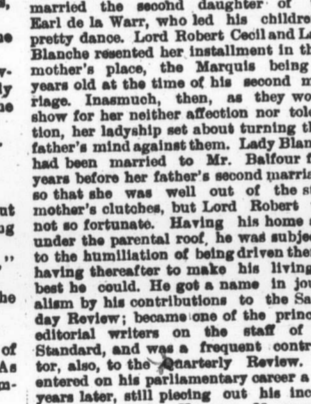 married the second daughter of
Earl de la Warr, who led his childre
pretty dance. Lord Robert Cecil and La
Blanche resented her installment in th
mother's place, the Marquis being
years old at the time of his second m
riage. Inasmuch, then, as they wo
show for her neither affection nor tole
tion, her ladyship set about turning th
father's mind against them. Lady Blan
had been married to Mr. Balfour f
years before her father's second marria
so that she was well out of the st
mother's clutches, but Lord Robert
not so fortunate. Having his home
under the parental roof, he was subje
to the humiliation of being driven the
having thereafter to make his living
best he could. He got a name in jou
alism by his contributions to the Sa
day Review; became one of the princ
editorial writers on the staff of
Standard, and was a frequent contr
tor, also, to the Quarterly Review.
entered on his parliamentary career a
years later, still piecing out his inc